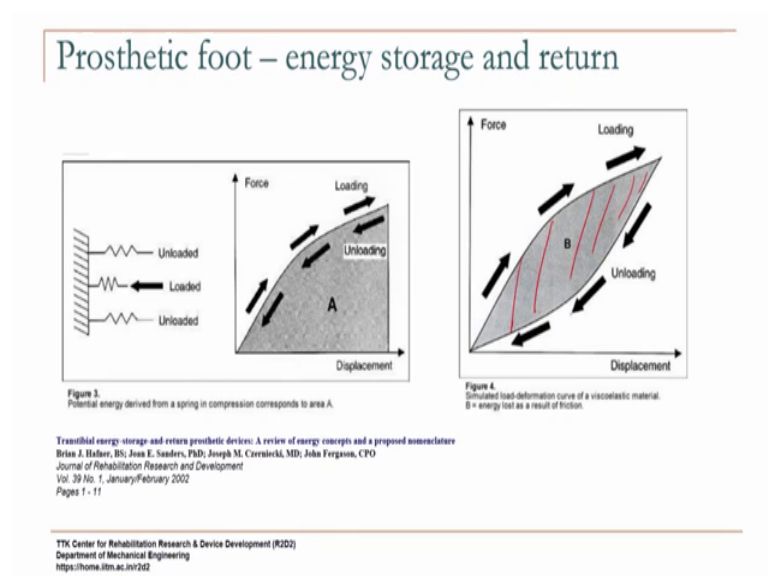 Prosthetic foot – energy storage and return
Force
Loading
Unloading
A
Displacement
Unloaded
Loaded
Unloaded
Figure 3.
Potential energy derived from a spring in compression corresponds to area A.
Force
Loading
B
Unloading
Displacement
Figure 4.
Simulated load-deformation curve of a viscoelastic material.
B = energy lost as a result of friction.
Transtibial energy-storage-and-return prosthetic devices: A review of energy concepts and a proposed nomenclature
Brian J. Hafner, BS; Joan E. Sanders, PhD; Joseph M. Czerniecki, MD; John Fergason, CPO
Journal of Rehabilitation Research and Development
Vol. 39 No. 1, January/February 2002
Pages 1 - 11
TTK Center for Rehabilitation Research & Device Development (R2D2)
Department of Mechanical Engineering
https://home.iitm.ac.in/r2d2